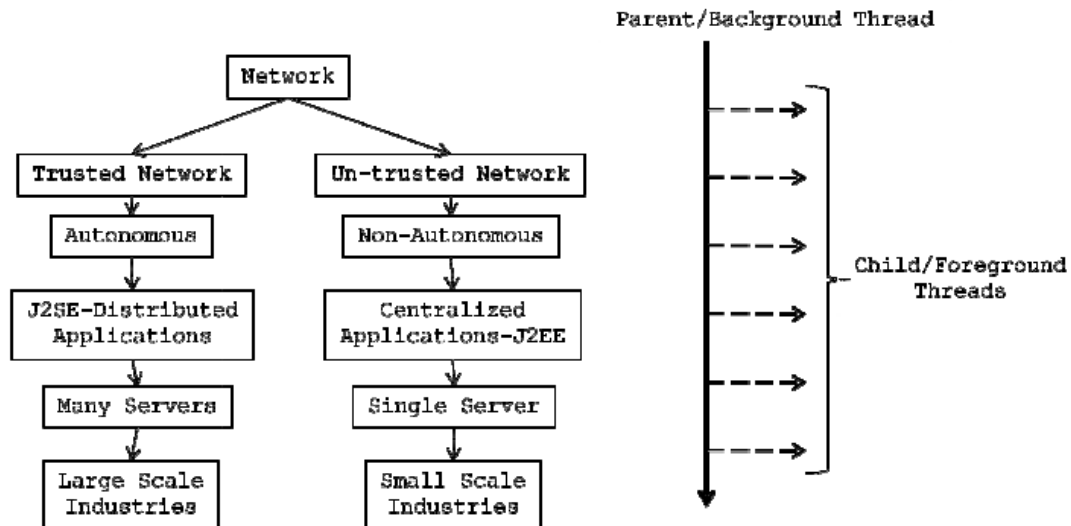 Parent/Background Thread
Network
Trusted Network
Un-trusted Network
Autonomous
Non-Autonomous
J2SE-Distributed
Applications
Centralized
Applications-J2EE
Many Servers
Single Server
Large Scale
Industries
Small Scale
Industries
Child/Foreground
Threads